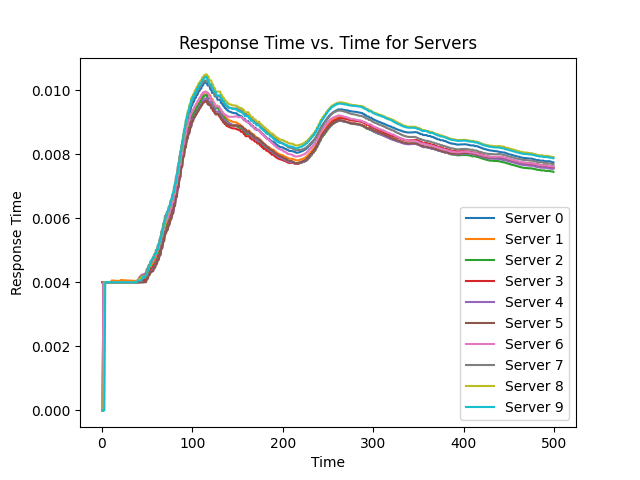 Response Time vs. Time for Servers
Response Time
0.010
0.008
0.006
0.004
0.002
0.000
0
100
200
300
400
500
Time
Server 0
Server 1
Server 2
Server 3
Server 4
Server 5
Server 6
Server 7
Server 8
Server 9